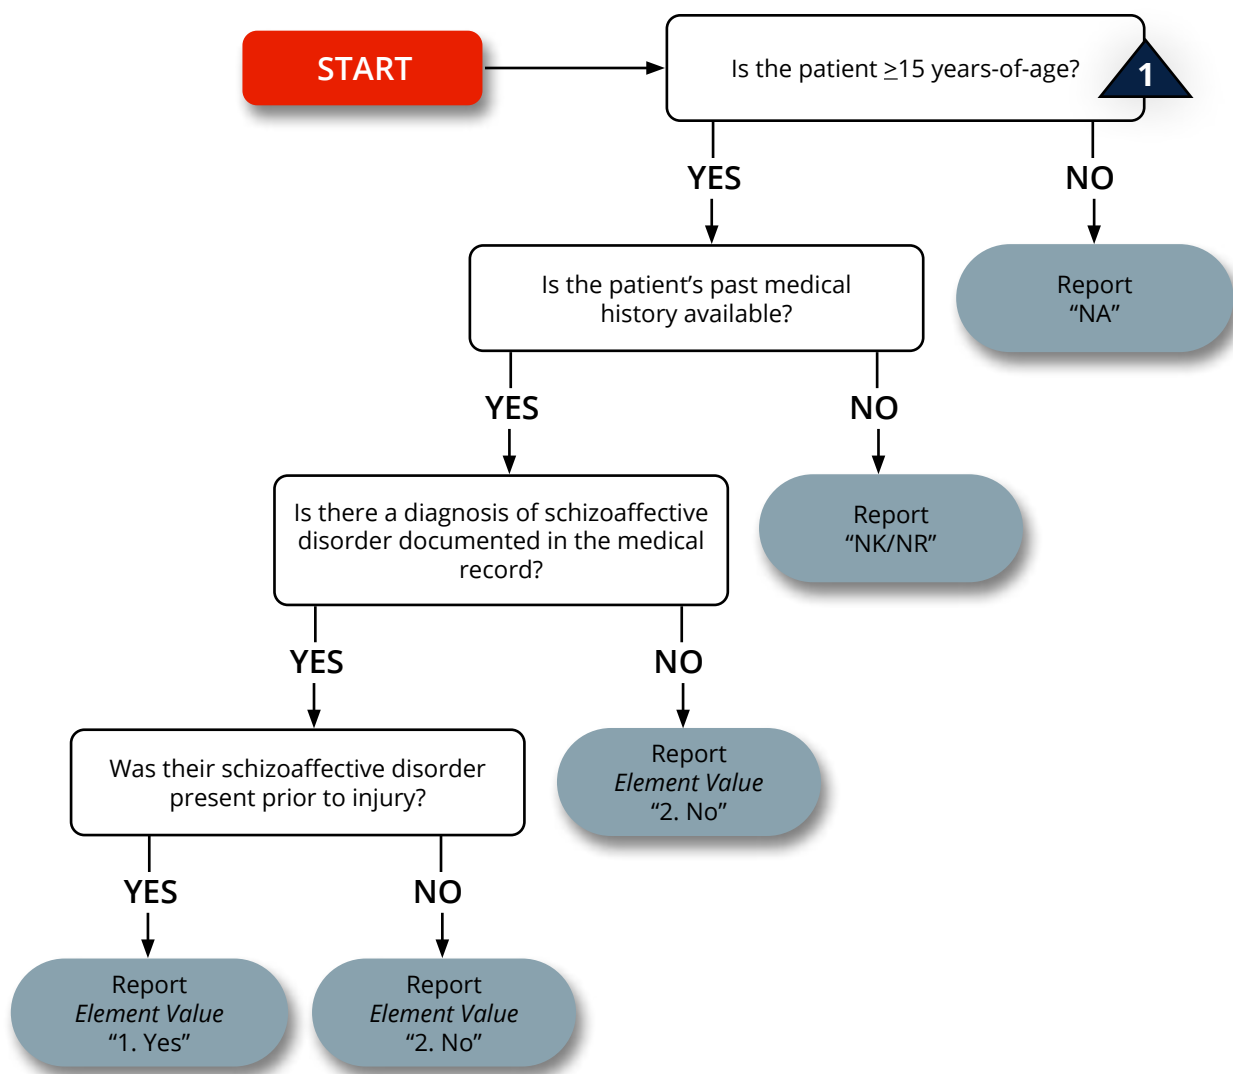 START
Is the patient ≥15 years-of-age?
1
YES
NO
Is the patient’s past medical
history available?
Report
“NA”
YES
NO
Is there a diagnosis of schizoaffective
disorder documented in the medical
record?
Report
“NK/NR”
YES
NO
Was their schizoaffective disorder
present prior to injury?
Report
Element Value
“2. No”
YES
NO
Report
Element Value
“1. Yes”
Report
Element Value
“2. No”